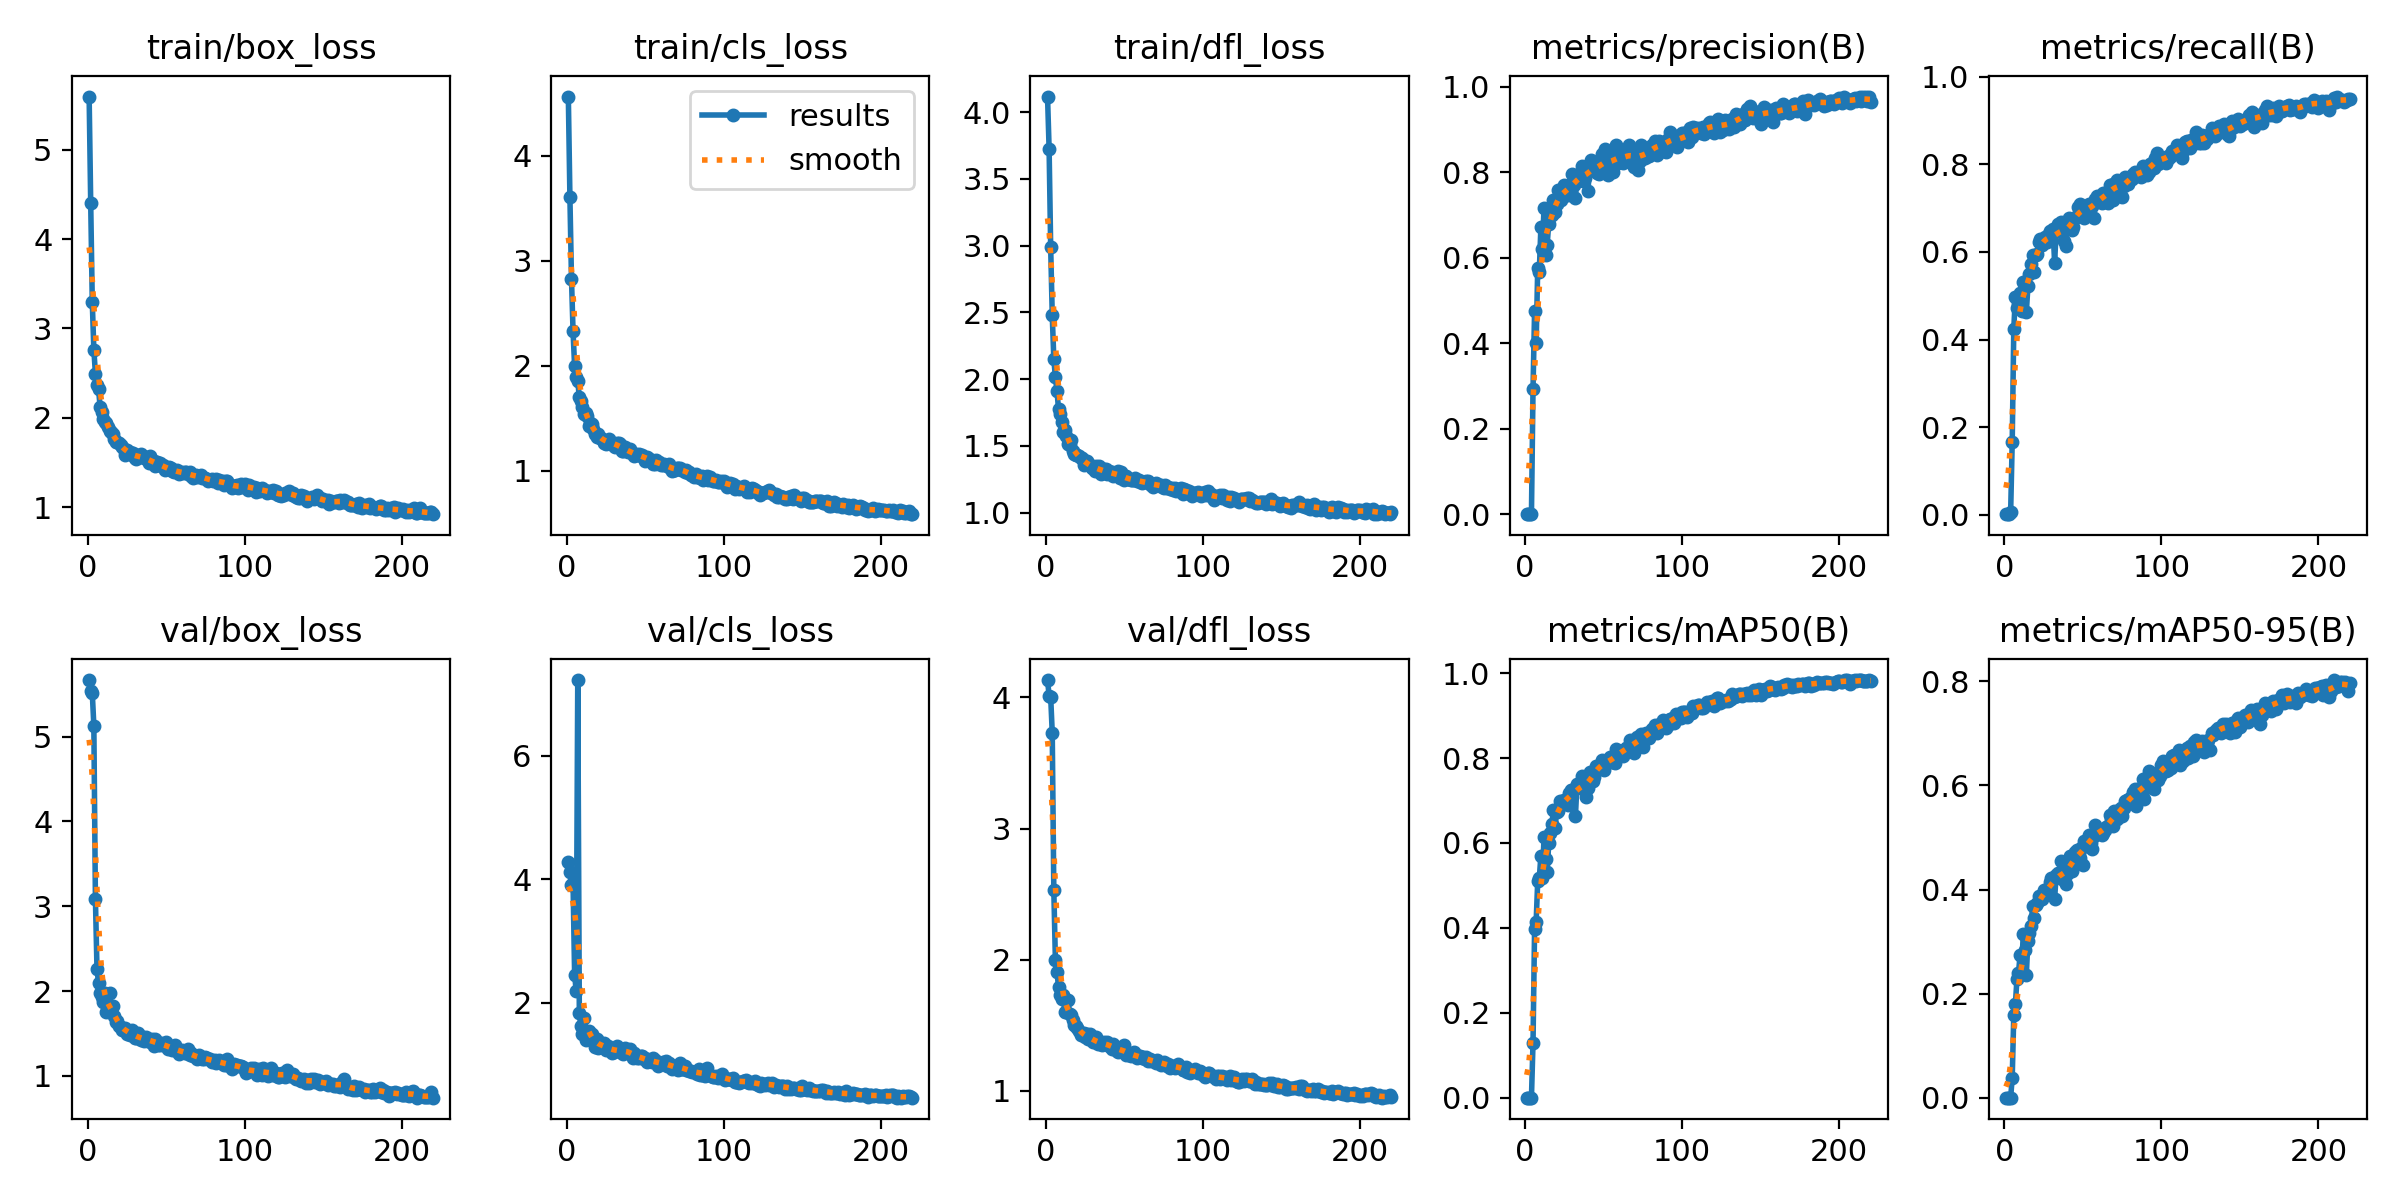 train/box_loss
5
4
3
2
1
0 100 200
train/cls_loss
results
smooth
4
3
2
1
0 100 200
train/dfl_loss
4.0
3.5
3.0
2.5
2.0
1.5
1.0
0 100 200
metrics/precision(B)
1.0
0.8
0.6
0.4
0.2
0.0
0 100 200
metrics/recall(B)
1.0
0.8
0.6
0.4
0.2
0.0
0 100 200
val/box_loss
5
4
3
2
1
0 100 200
val/cls_loss
6
4
2
0 100 200
val/dfl_loss
4
3
2
1
0 100 200
metrics/mAP50(B)
1.0
0.8
0.6
0.4
0.2
0.0
0 100 200
metrics/mAP50-95(B)
0.8
0.6
0.4
0.2
0.0
0 100 200